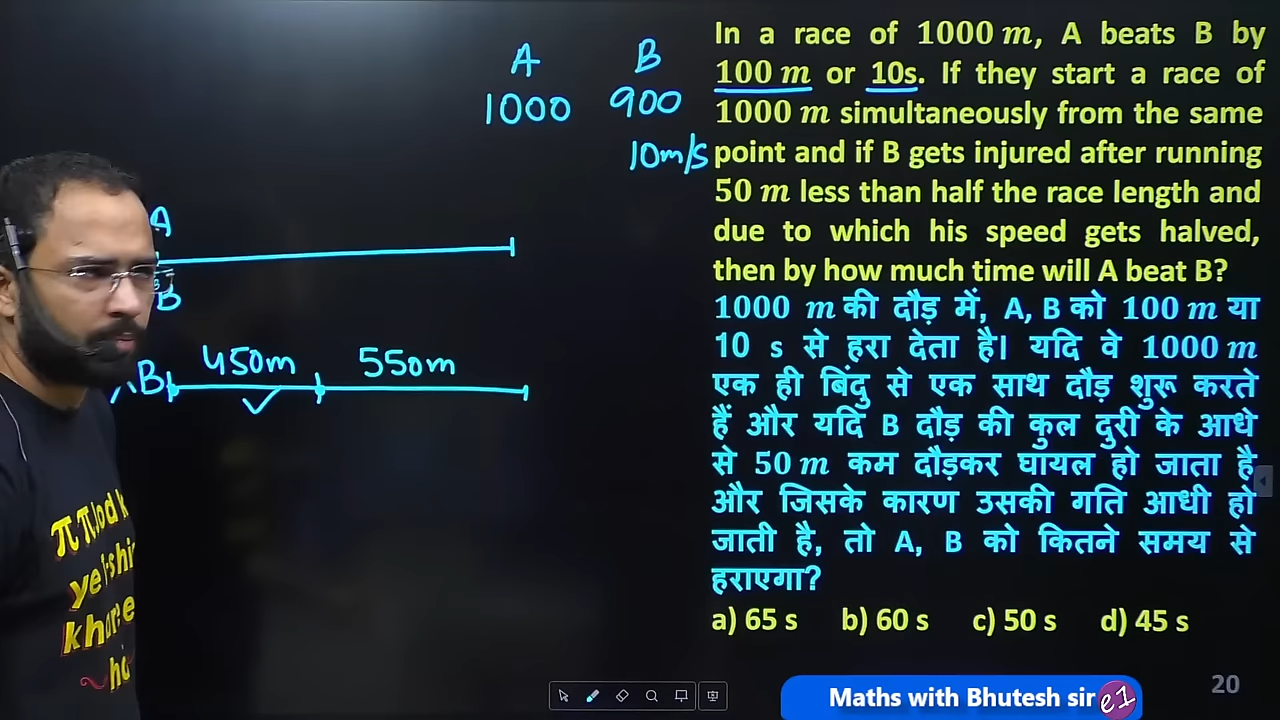 A B
1000 900
10m/s
A
B
B 450m 550m
In a race of 1000 m, A beats B by
100 m or 10s. If they start a race of
1000 m simultaneously from the same
point and if B gets injured after running
50 m less than half the race length and
due to which his speed gets halved,
then by how much time will A beat B?
1000 m की दौड़ में, A, B को 100 m या
10 s से हरा देता है। यदि वे 1000 m
एक ही बिंदु से एक साथ दौड़ शुरू करते
हैं और यदि B दौड़ की कुल दुरी के आधे
से 50 m कम दौड़कर घायल हो जाता है
और जिसके कारण उसकी गति आधी हो
जाती है, तो A, B को कितने समय से
हराएगा?
a) 65 s b) 60 s c) 50 s d) 45 s
Maths with Bhutesh sir e1
20